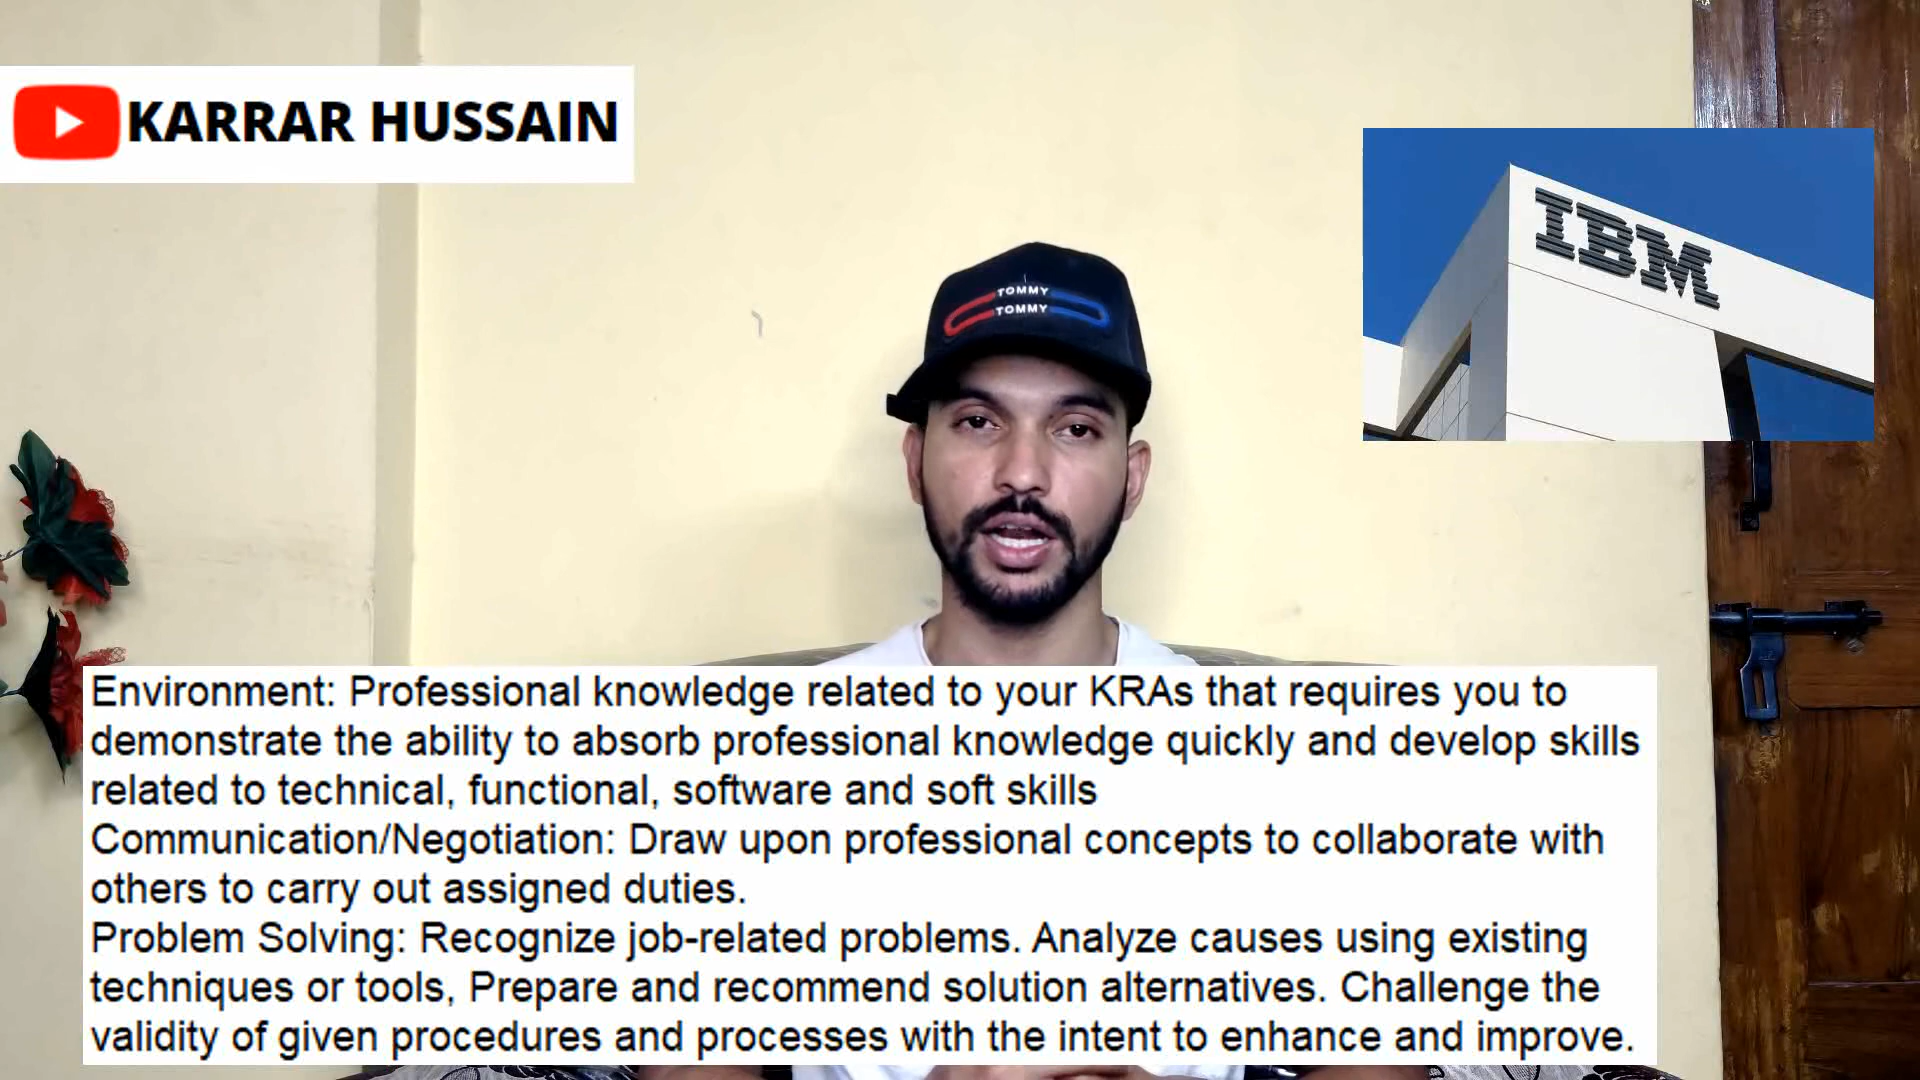 KARRAR HUSSAIN
IBM
TOMMY
TOMMY
Environment: Professional knowledge related to your KRAs that requires you to
demonstrate the ability to absorb professional knowledge quickly and develop skills
related to technical, functional, software and soft skills
Communication/Negotiation: Draw upon professional concepts to collaborate with
others to carry out assigned duties.
Problem Solving: Recognize job-related problems. Analyze causes using existing
techniques or tools, Prepare and recommend solution alternatives. Challenge the
validity of given procedures and processes with the intent to enhance and improve.